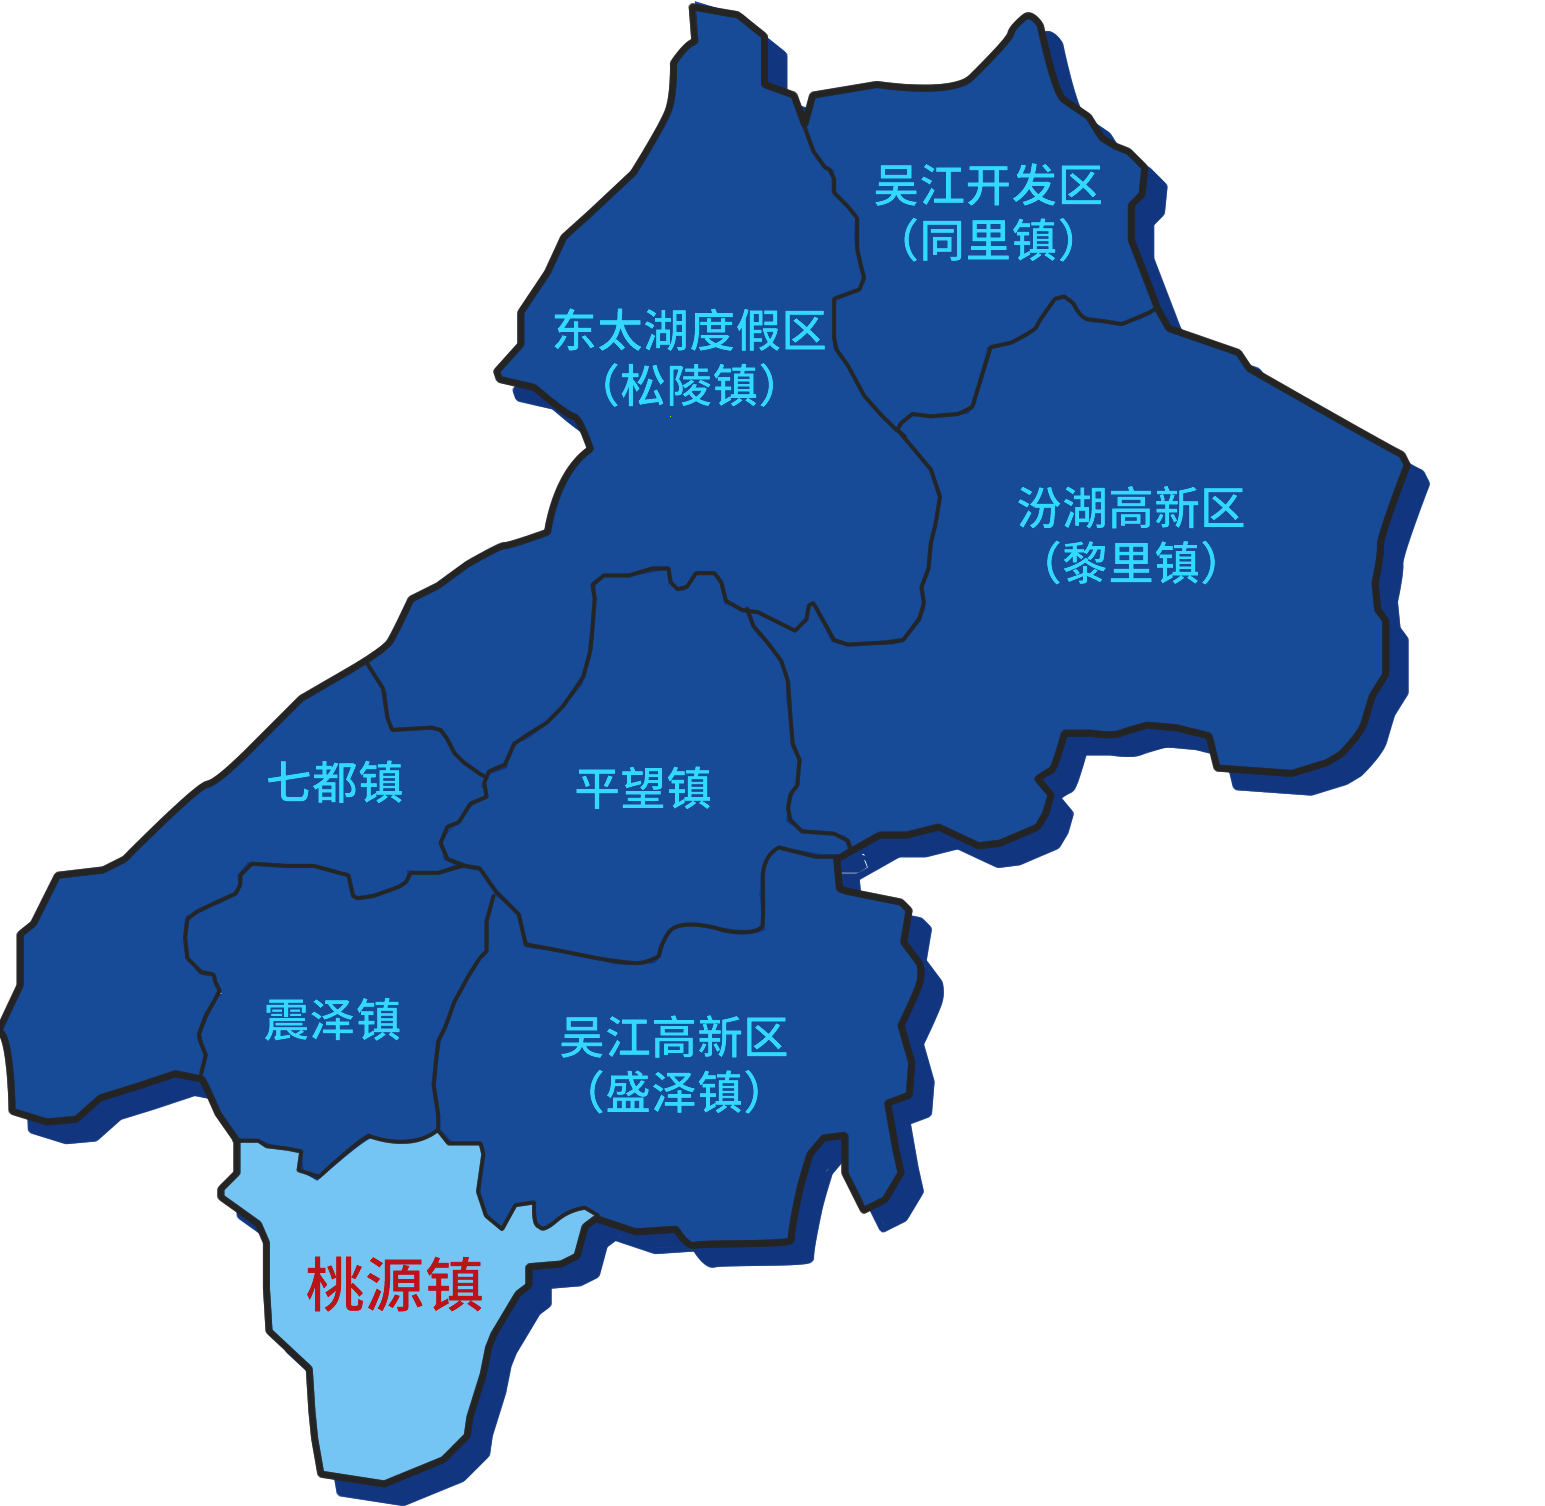 吴江开发区
（同里镇）
东太湖度假区
（松陵镇）
汾湖高新区
（黎里镇）
七都镇
平望镇
震泽镇
吴江高新区
（盛泽镇）
桃源镇